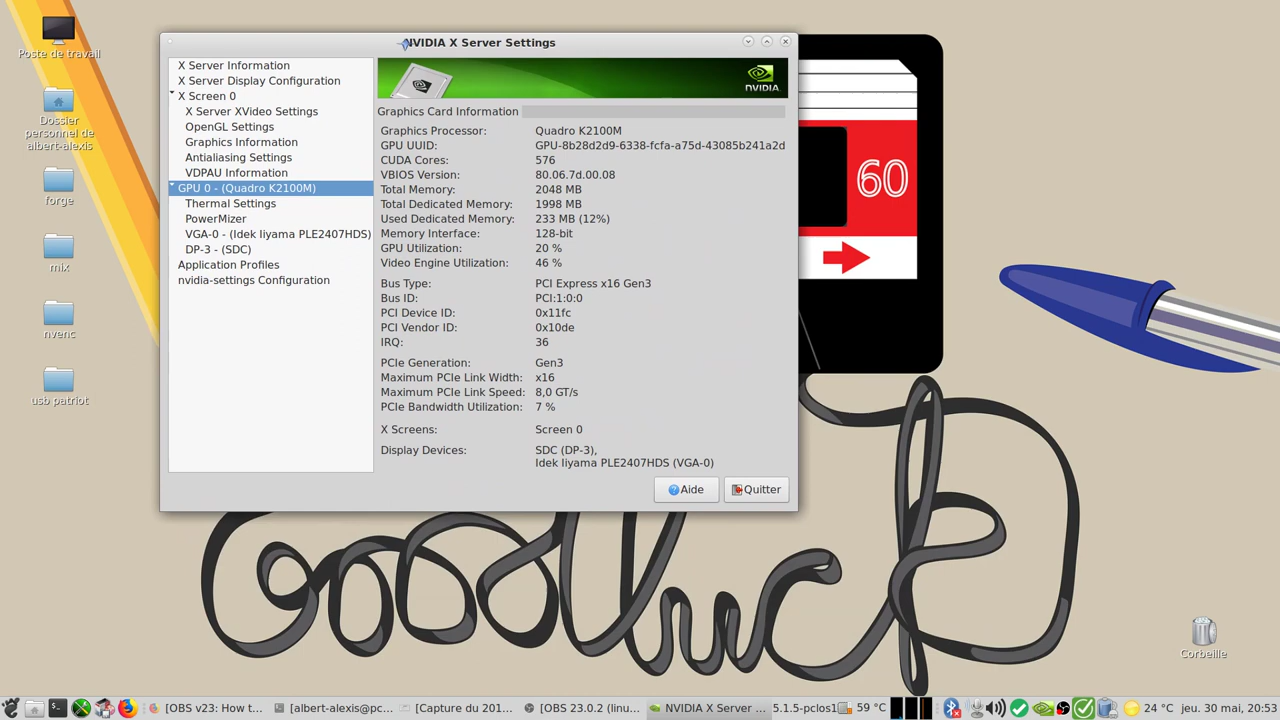 Poste de travail
Dossier
personnel de
albert-alexis
forge
mix
nvenc
usb patriot
NVIDIA X Server Settings
X Server Information
X Server Display Configuration
X Screen 0
X Server XVideo Settings
OpenGL Settings
Graphics Information
Antialiasing Settings
VDPAU Information
GPU 0 - (Quadro K2100M)
Thermal Settings
PowerMizer
VGA-0 - (Idek Iiyama PLE2407HDS)
DP-3 - (SDC)
Application Profiles
nvidia-settings Configuration
NVIDIA.
Graphics Card Information
Graphics Processor: Quadro K2100M
GPU UUID: GPU-8b28d2d9-6338-fcfa-a75d-43085b241a2d
CUDA Cores: 576
VBIOS Version: 80.06.7d.00.08
Total Memory: 2048 MB
Total Dedicated Memory: 1998 MB
Used Dedicated Memory: 233 MB (12%)
Memory Interface: 128-bit
GPU Utilization: 20 %
Video Engine Utilization: 46 %
Bus Type: PCI Express x16 Gen3
Bus ID: PCI:1:0:0
PCI Device ID: 0x11fc
PCI Vendor ID: 0x10de
IRQ: 36
PCIe Generation: Gen3
Maximum PCIe Link Width: x16
Maximum PCIe Link Speed: 8,0 GT/s
PCIe Bandwidth Utilization: 7 %
X Screens: Screen 0
Display Devices: SDC (DP-3),
Idek Iiyama PLE2407HDS (VGA-0)
Aide Quitter
60
Goodluck
Corbeille
[OBS V23 ! How t... [albert-alexis@pc... [Capture du 201... [OBS 23.0.2 (linu... NVIDIA X Server ... 5.1.5-pclos1 59 °C 24 °C jeu. 30 mai, 20:53